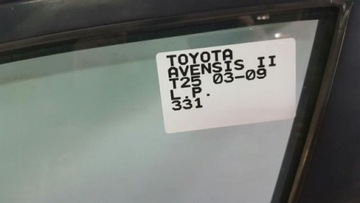 TOYOTA
AVENSIS II
T25 03-09
L.P.
331